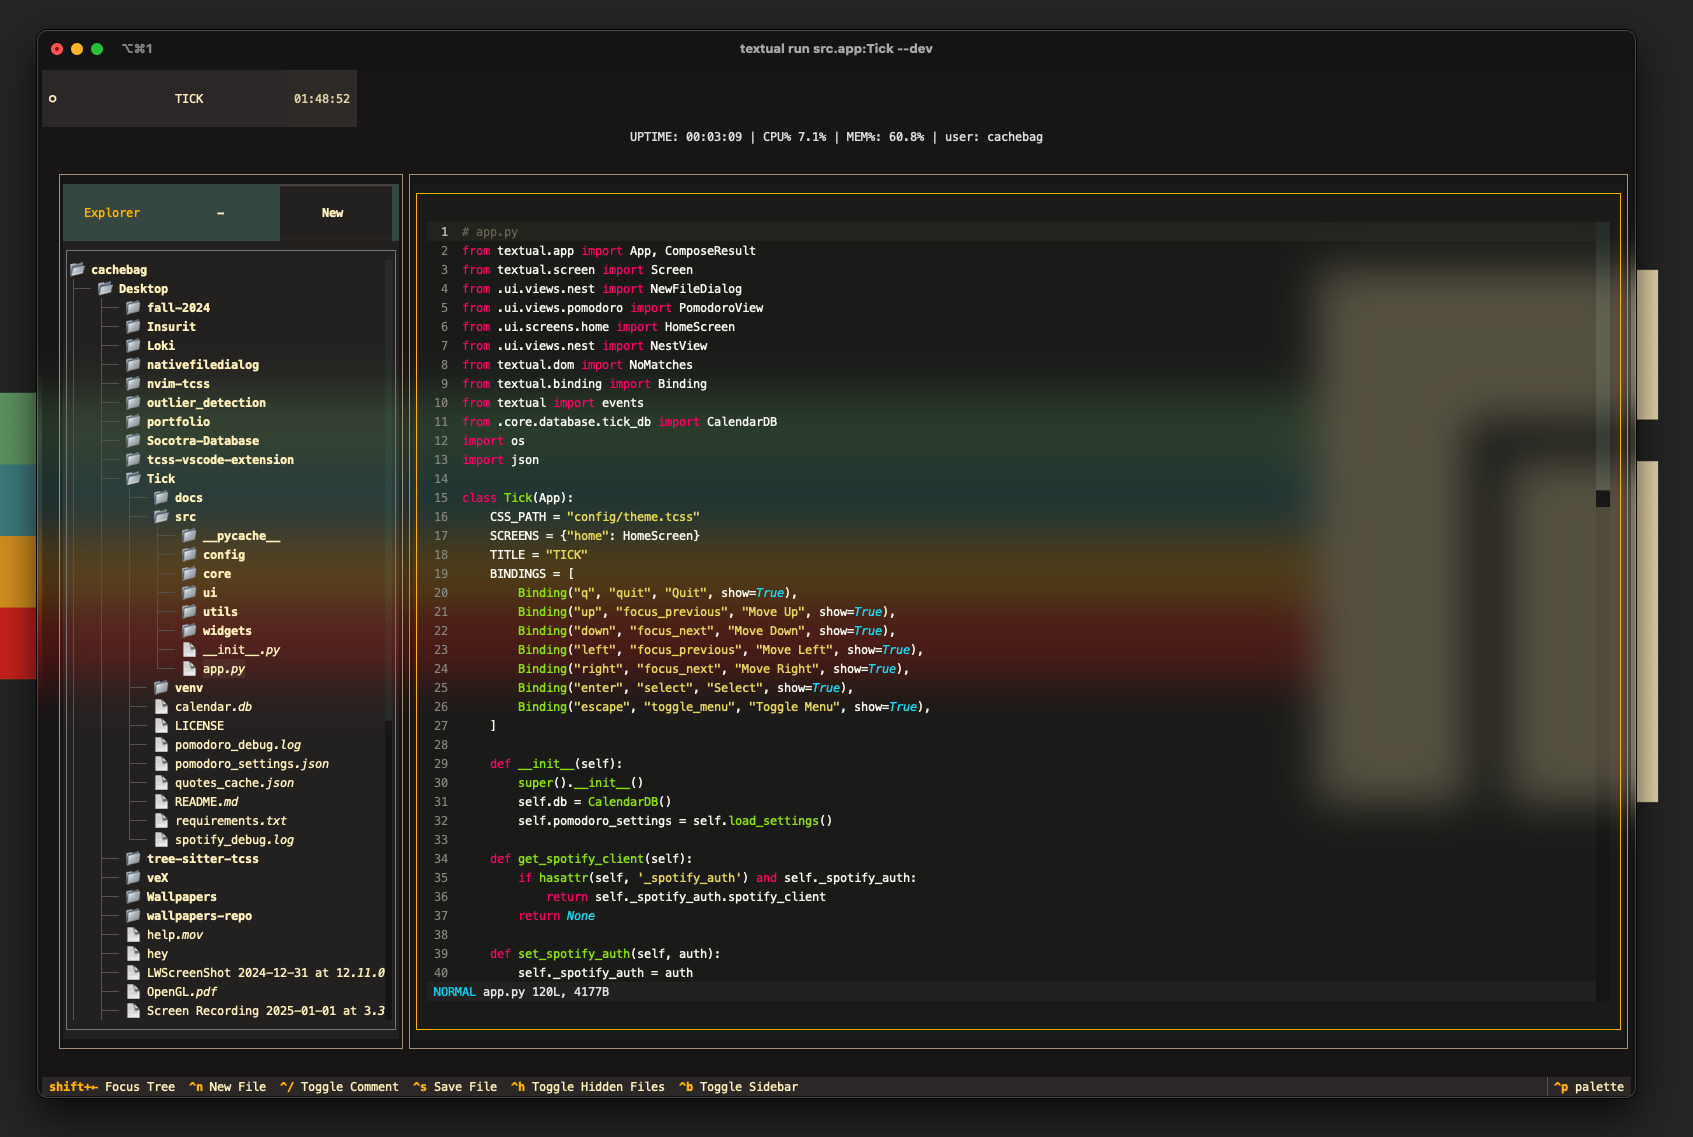 ⌥⌘1
textual run src.app:Tick --dev
TICK
01:48:52
UPTIME: 00:03:09 | CPU% 7.1% | MEM%: 60.8% | user: cachebag
Explorer
−
New
cachebag
Desktop
fall-2024
Insurit
Loki
nativefiledialog
nvim-tcss
outlier_detection
portfolio
Socotra-Database
tcss-vscode-extension
Tick
docs
src
__pycache__
config
core
ui
utils
widgets
__init__.py
app.py
venv
calendar.db
LICENSE
pomodoro_debug.log
pomodoro_settings.json
quotes_cache.json
README.md
requirements.txt
spotify_debug.log
tree-sitter-tcss
veX
Wallpapers
wallpapers-repo
help.mov
hey
LWScreenShot 2024-12-31 at 12.11.0
OpenGL.pdf
Screen Recording 2025-01-01 at 3.3
1 # app.py
2 from textual.app import App, ComposeResult
3 from textual.screen import Screen
4 from .ui.views.nest import NewFileDialog
5 from .ui.views.pomodoro import PomodoroView
6 from .ui.screens.home import HomeScreen
7 from .ui.views.nest import NestView
8 from textual.dom import NoMatches
9 from textual.binding import Binding
10 from textual import events
11 from .core.database.tick_db import CalendarDB
12 import os
13 import json
14
15 class Tick(App):
16     CSS_PATH = "config/theme.tcss"
17     SCREENS = {"home": HomeScreen}
18     TITLE = "TICK"
19     BINDINGS = [
20         Binding("q", "quit", "Quit", show=True),
21         Binding("up", "focus_previous", "Move Up", show=True),
22         Binding("down", "focus_next", "Move Down", show=True),
23         Binding("left", "focus_previous", "Move Left", show=True),
24         Binding("right", "focus_next", "Move Right", show=True),
25         Binding("enter", "select", "Select", show=True),
26         Binding("escape", "toggle_menu", "Toggle Menu", show=True),
27     ]
28
29     def __init__(self):
30         super().__init__()
31         self.db = CalendarDB()
32         self.pomodoro_settings = self.load_settings()
33
34     def get_spotify_client(self):
35         if hasattr(self, '_spotify_auth') and self._spotify_auth:
36             return self._spotify_auth.spotify_client
37         return None
38
39     def set_spotify_auth(self, auth):
40         self._spotify_auth = auth
NORMAL app.py 120L, 4177B
shift+← Focus Tree ^n New File ^/ Toggle Comment ^s Save File ^h Toggle Hidden Files ^b Toggle Sidebar
^p palette